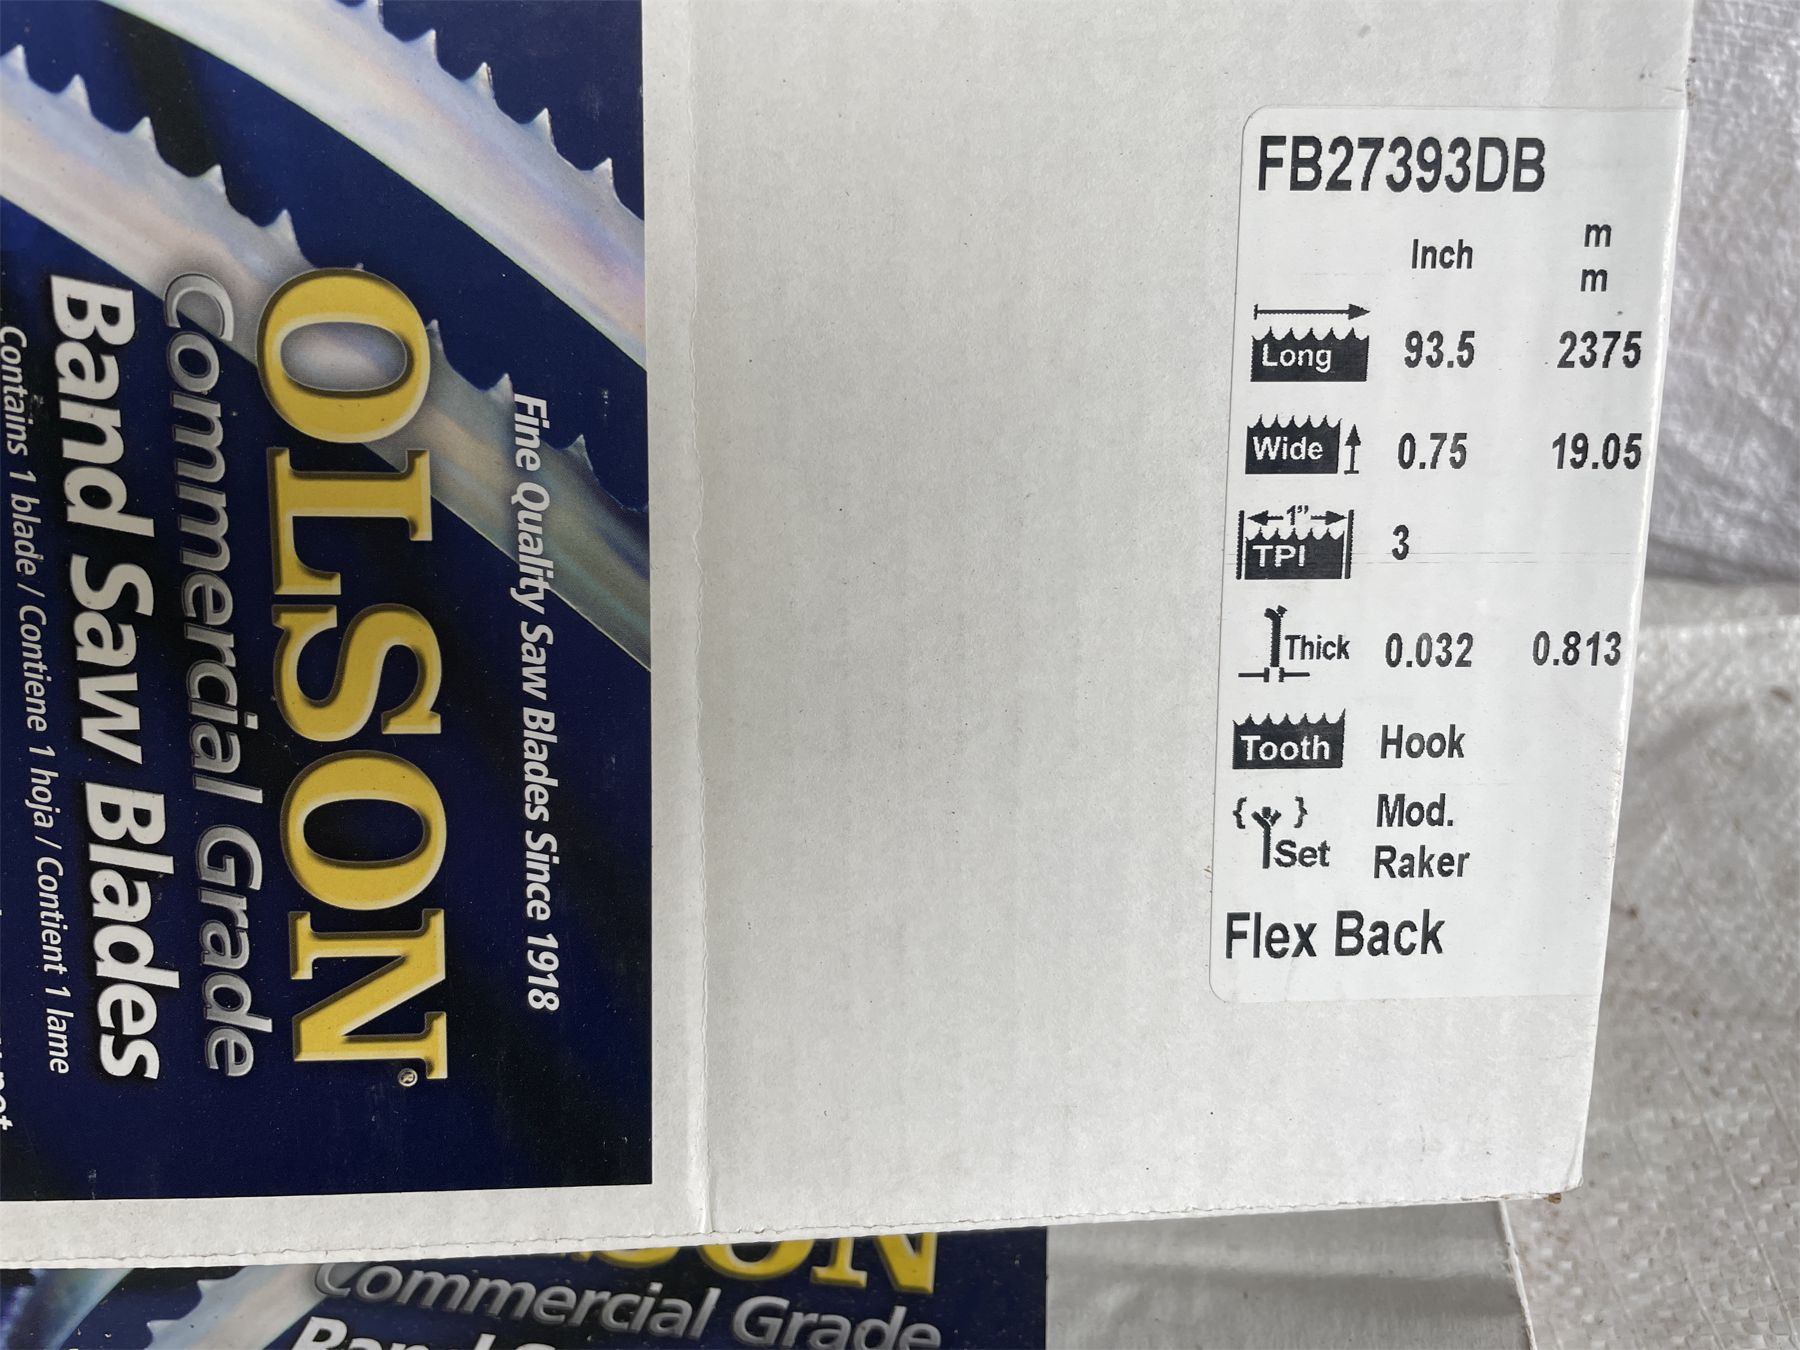 OLSON®
Commercial Grade
Band Saw Blades
Contains 1 blade / Contiene 1 hoja / Contient 1 lame
Fine Quality Saw Blades Since 1918
FB27393DB
Inch m
m
Long 93.5 2375
Wide 0.75 19.05
1"
TPI 3
Thick 0.032 0.813
Tooth Hook
Set Mod.
Raker
Flex Back
Commercial Grade